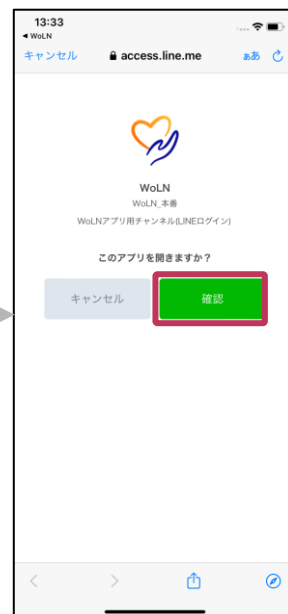 13:33
◀ WoLN
キャンセル access.line.me ぁあ
WoLN
WoLN_本番
WoLNアプリ用チャンネル(LINEログイン)
このアプリを開きますか？
キャンセル 確認